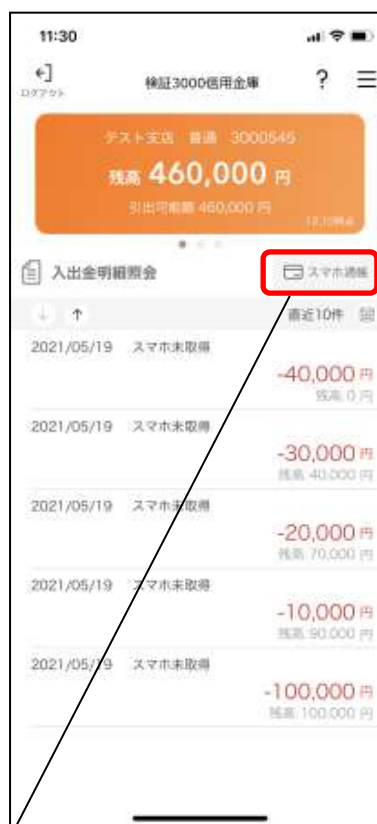 11:30
ログアウト
検証3000信用金庫
?
テスト支店 普通 3000545
残高 460,000 円
引出可能額 460,000 円
12:10時点
入出金明細照会
スマホ通帳
↓ ↑
直近10件
2021/05/19 スマホ未取得
-40,000 円
残高 0 円
2021/05/19 スマホ未取得
-30,000 円
残高 40,000 円
2021/05/19 スマホ未取得
-20,000 円
残高 70,000 円
2021/05/19 スマホ未取得
-10,000 円
残高 90,000 円
2021/05/19 スマホ未取得
-100,000 円
残高 100,000 円